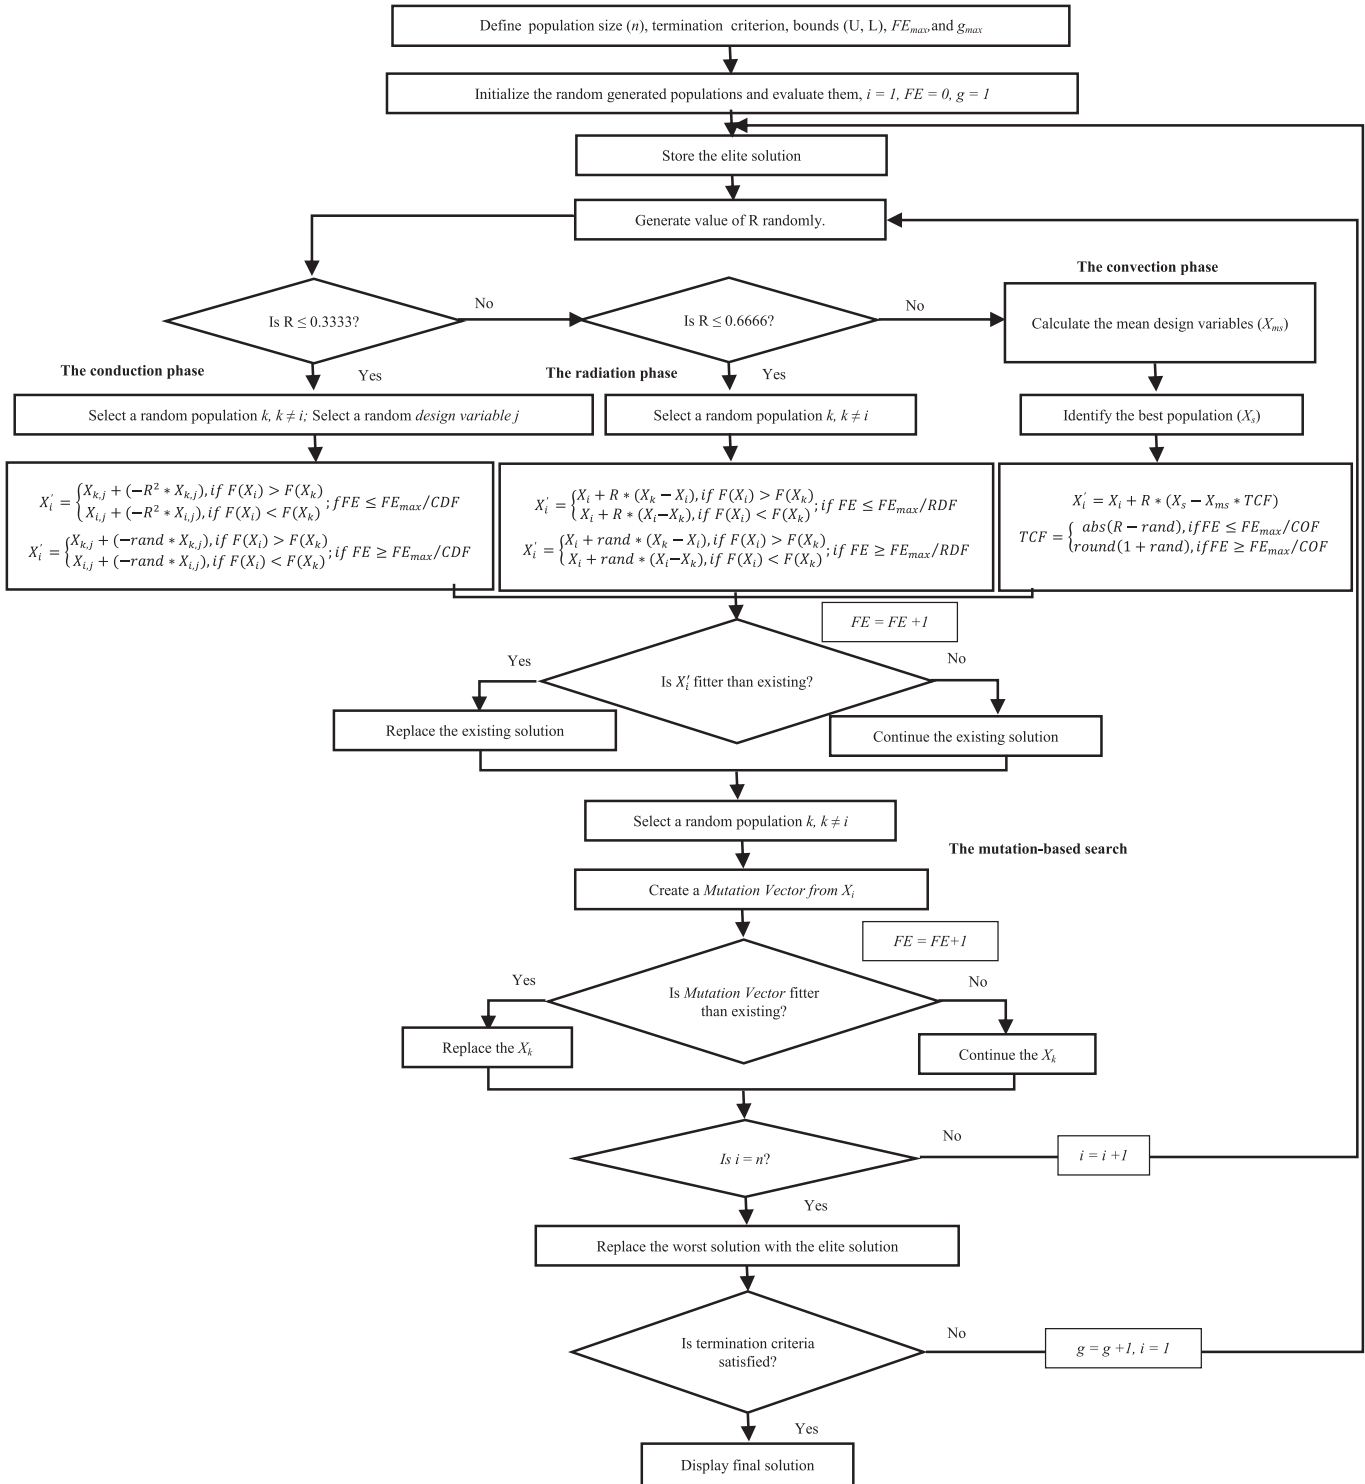 Define population size (n), termination criterion, bounds (U, L), FEmax,and gmax
Initialize the random generated populations and evaluate them, i = 1, FE = 0, g = 1
Store the elite solution
Generate value of R randomly.
The convection phase
Is R ≤ 0.3333?
No
Is R ≤ 0.6666?
No
Calculate the mean design variables (Xms)
The conduction phase
Yes
The radiation phase
Yes
Select a random population k, k ≠ i; Select a random design variable j
Select a random population k, k ≠ i
Identify the best population (Xs)
X'i = { Xk,j + (−R² * Xk,j), if F(Xi) > F(Xk)
Xi,j + (−R² * Xi,j), if F(Xi) < F(Xk) ; fFE ≤ FEmax/CDF
X'i = { Xk,j + (−rand * Xk,j), if F(Xi) > F(Xk)
Xi,j + (−rand * Xi,j), if F(Xi) < F(Xk) ; if FE ≥ FEmax/CDF
X'i = { Xi + R * (Xk − Xi), if F(Xi) > F(Xk)
Xi + R * (Xi−Xk), if F(Xi) < F(Xk) ; if FE ≤ FEmax/RDF
X'i = { Xi + rand * (Xk − Xi), if F(Xi) > F(Xk)
Xi + rand * (Xi−Xk), if F(Xi) < F(Xk) ; if FE ≥ FEmax/RDF
X'i = Xi + R * (Xs − Xms * TCF)
TCF = { abs(R − rand), ifFE ≤ FEmax/COF
round(1 + rand), ifFE ≥ FEmax/COF
FE = FE +1
Yes
Is X'i fitter than existing?
No
Replace the existing solution
Continue the existing solution
Select a random population k, k ≠ i
The mutation-based search
Create a Mutation Vector from Xi
FE = FE+1
Yes
Is Mutation Vector fitter
than existing?
No
Replace the Xk
Continue the Xk
Is i = n?
No
i = i +1
Yes
Replace the worst solution with the elite solution
Is termination criteria
satisfied?
No
g = g +1, i = 1
Yes
Display final solution